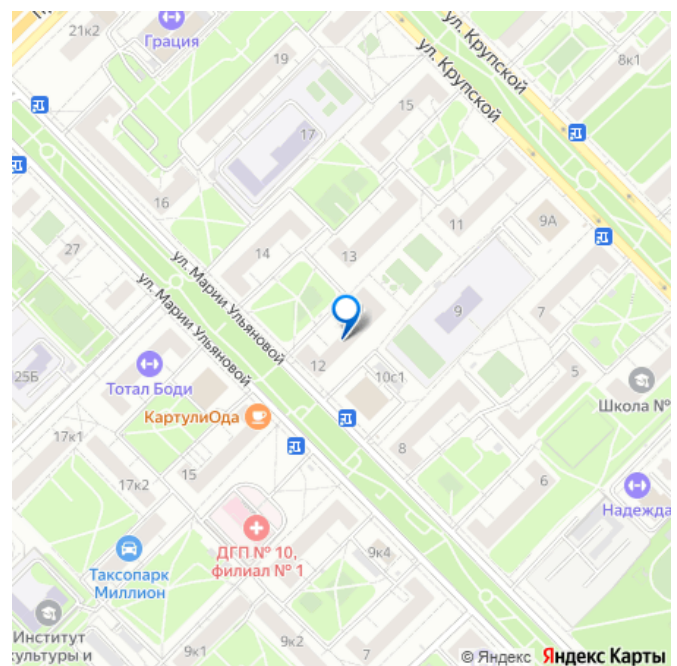 21к2
Грация
19
8к1
ул. Крупской
15
ул. Крупской
17
16
11
9А
14
13
27
ул. Марии Ульяновой
ул. Марии Ульяновой
9
7
12
25Б
Тотал Боди
10с1
5
Школа №
КартулиОда
17к1
8
15
17к2
6
Надежда
ДГП № 10,
филиал № 1
Таксопарк
Миллион
9к4
Институт
культуры и
9к1
9к2
7
© Яндекс Яндекс Карты